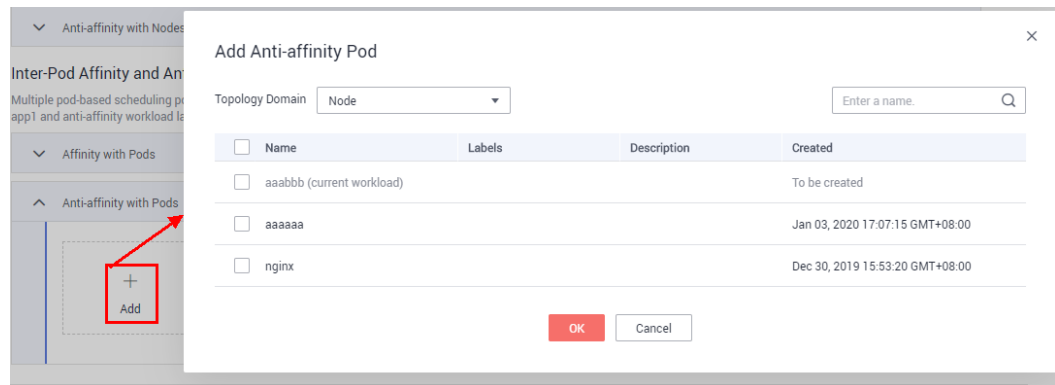 Anti-affinity with Nodes
Inter-Pod Affinity and An
Multiple pod-based scheduling po
app1 and anti-affinity workload la
Affinity with Pods
Anti-affinity with Pods
Add
Add Anti-affinity Pod
Topology Domain Node Enter a name.
Name Labels Description Created
aaabbb (current workload) To be created
aaaaaa Jan 03, 2020 17:07:15 GMT+08:00
nginx Dec 30, 2019 15:53:20 GMT+08:00
OK Cancel